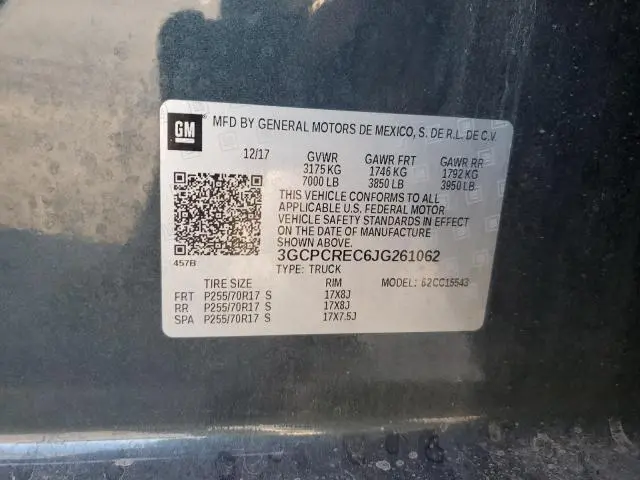 GM MFD BY GENERAL MOTORS DE MEXICO, S. DE R.L. DE C.V.
12/17 GVWR GAWR FRT GAWR RR
3175 KG 1746 KG 1792 KG
7000 LB 3850 LB 3950 LB
THIS VEHICLE CONFORMS TO ALL
APPLICABLE U.S. FEDERAL MOTOR
VEHICLE SAFETY STANDARDS IN EFFECT
ON THE DATE OF MANUFACTURE
SHOWN ABOVE.
457B 3GCPCREC6JG261062
TYPE: TRUCK MODEL: 62CC15543
TIRE SIZE RIM
FRT P255/70R17 S 17X8J
RR P255/70R17 S 17X8J
SPA P255/70R17 S 17X7.5J